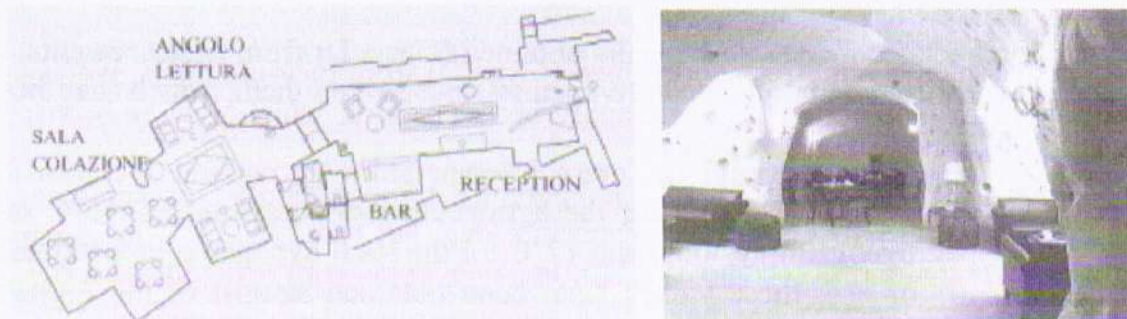 ANGOLO
LETTURA
SALA
COLAZIONE
RECEPTION
BAR